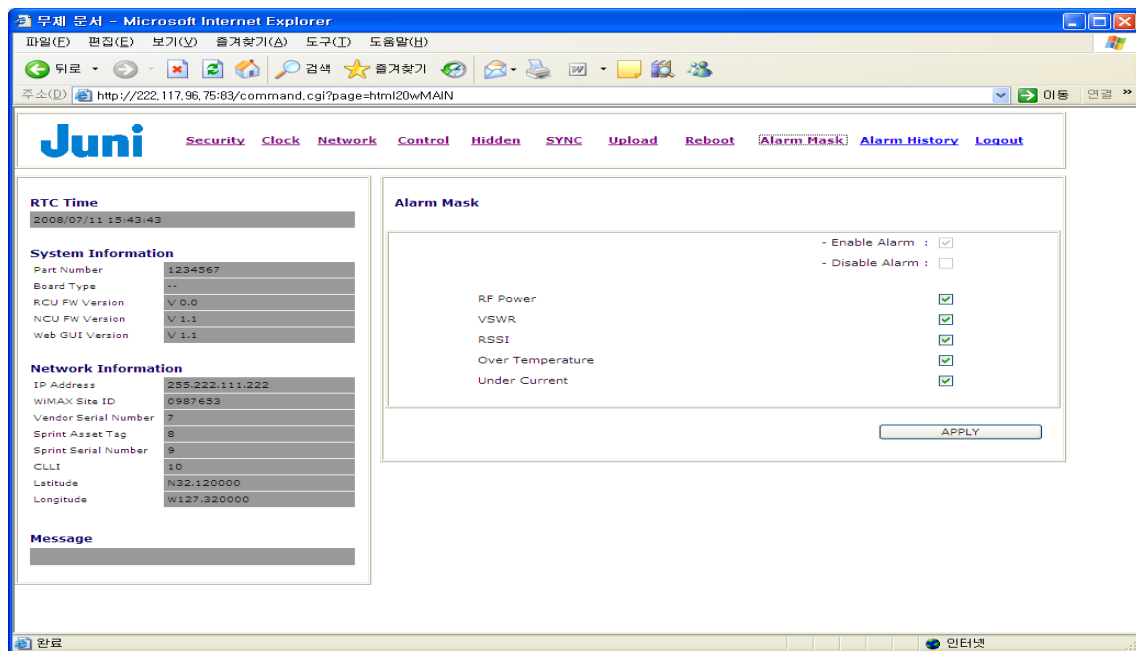 무제 문서 - Microsoft Internet Explorer
파일(F) 편집(E) 보기(V) 즐겨찾기(A) 도구(T) 도움말(H)
뒤로 검색 즐겨찾기
주소(D) http://222,117,96,75:83/command,cgi?page=html20wMAIN 이동 연결 »
Juni Security Clock Network Control Hidden SYNC Upload Reboot Alarm Mask Alarm History Logout
RTC Time
2008/07/11 15:43:43
System Information
Part Number 1234567
Board Type --
RCU FW Version V 0.0
NCU FW Version V 1.1
Web GUI Version V 1.1
Network Information
IP Address 255.222.111.222
WiMAX Site ID 0987653
Vendor Serial Number 7
Sprint Asset Tag 8
Sprint Serial Number 9
CLLI 10
Latitude N32.120000
Longitude W127.320000
Message
Alarm Mask
- Enable Alarm :
- Disable Alarm :
RF Power
VSWR
RSSI
Over Temperature
Under Current
APPLY
완료 인터넷